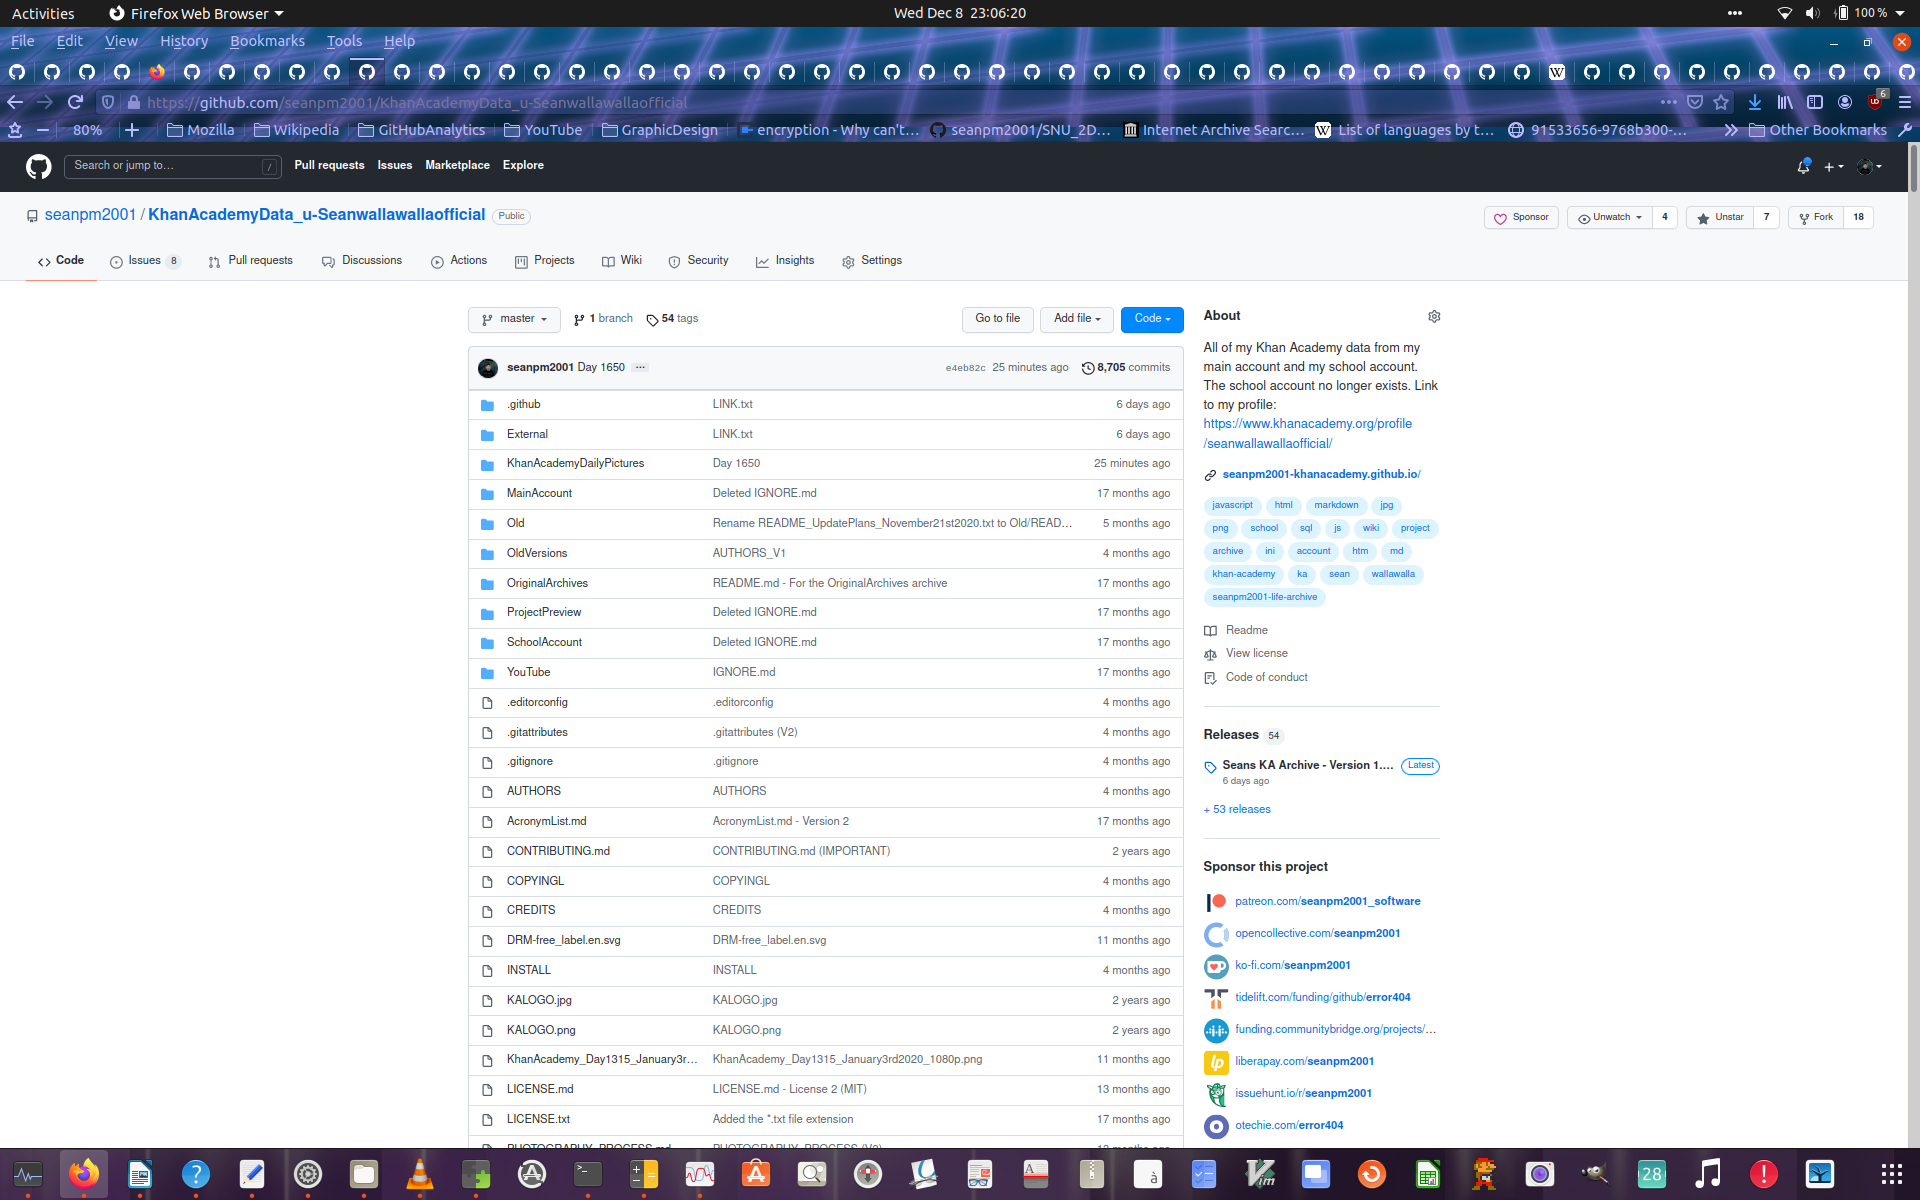 Activities
Firefox Web Browser
Wed Dec 8 23:06:20
100 %
File Edit View History Bookmarks Tools Help
https://github.com/seanpm2001/KhanAcademyData_u-Seanwallawallaofficial
6
80%
Mozilla
Wikipedia
GitHubAnalytics
YouTube
GraphicDesign
encryption - Why can't…
seanpm2001/SNU_2D…
Internet Archive Searc…
List of languages by t…
91533656-9768b300-…
Other Bookmarks
Search or jump to…
/
Pull requests Issues Marketplace Explore
seanpm2001 / KhanAcademyData_u-Seanwallawallaofficial Public
Sponsor
Unwatch 4
Unstar 7
Fork 18
Code
Issues 8
Pull requests
Discussions
Actions
Projects
Wiki
Security
Insights
Settings
master
1 branch
54 tags
Go to file
Add file
Code
seanpm2001 Day 1650 … e4eb82c 25 minutes ago 8,705 commits
.github LINK.txt 6 days ago
External LINK.txt 6 days ago
KhanAcademyDailyPictures Day 1650 25 minutes ago
MainAccount Deleted IGNORE.md 17 months ago
Old Rename README_UpdatePlans_November21st2020.txt to Old/READ… 5 months ago
OldVersions AUTHORS_V1 4 months ago
OriginalArchives README.md - For the OriginalArchives archive 17 months ago
ProjectPreview Deleted IGNORE.md 17 months ago
SchoolAccount Deleted IGNORE.md 17 months ago
YouTube IGNORE.md 17 months ago
.editorconfig .editorconfig 4 months ago
.gitattributes .gitattributes (V2) 4 months ago
.gitignore .gitignore 4 months ago
AUTHORS AUTHORS 4 months ago
AcronymList.md AcronymList.md - Version 2 17 months ago
CONTRIBUTING.md CONTRIBUTING.md (IMPORTANT) 2 years ago
COPYINGL COPYINGL 4 months ago
CREDITS CREDITS 4 months ago
DRM-free_label.en.svg DRM-free_label.en.svg 11 months ago
INSTALL INSTALL 4 months ago
KALOGO.jpg KALOGO.jpg 2 years ago
KALOGO.png KALOGO.png 2 years ago
KhanAcademy_Day1315_January3r… KhanAcademy_Day1315_January3rd2020_1080p.png 11 months ago
LICENSE.md LICENSE.md - License 2 (MIT) 13 months ago
LICENSE.txt Added the *.txt file extension 17 months ago
About
All of my Khan Academy data from my
main account and my school account.
The school account no longer exists. Link
to my profile:
https://www.khanacademy.org/profile
/seanwallawallaofficial/
seanpm2001-khanacademy.github.io/
javascript html markdown jpg
png school sql js wiki project
archive ini account htm md
khan-academy ka sean wallawalla
seanpm2001-life-archive
Readme
View license
Code of conduct
Releases 54
Seans KA Archive - Version 1.… Latest
6 days ago
+ 53 releases
Sponsor this project
patreon.com/seanpm2001_software
opencollective.com/seanpm2001
ko-fi.com/seanpm2001
tidelift.com/funding/github/error404
funding.communitybridge.org/projects/…
liberapay.com/seanpm2001
issuehunt.io/r/seanpm2001
otechie.com/error404
28